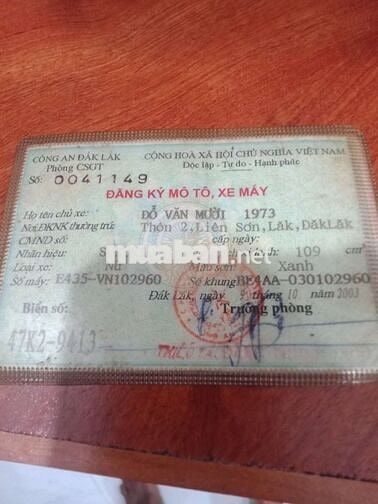 CÔNG AN ĐẮK LẮK
Phòng CSGT
Số: 0041149
CỘNG HOÀ XÃ HỘI CHỦ NGHĨA VIỆT NAM
Độc lập - Tự do - Hạnh phúc
ĐĂNG KÝ MÔ TÔ, XE MÁY
Họ tên chủ xe: ĐỖ VĂN MƯỜI 1973
Nơi ĐKNK thường trú: Thôn 2, Liên Sơn, Lăk, ĐăkLăk
CMND số: cấp ngày:
Nhãn hiệu: 109 cm³
Loại xe: Nữ Màu sơn: Xanh
Số máy: E435-VN102960 Số khung
Đắk Lắk, ngày tháng 10 năm 2003
Biển số: Trưởng phòng
47K2-9413
muaban.net